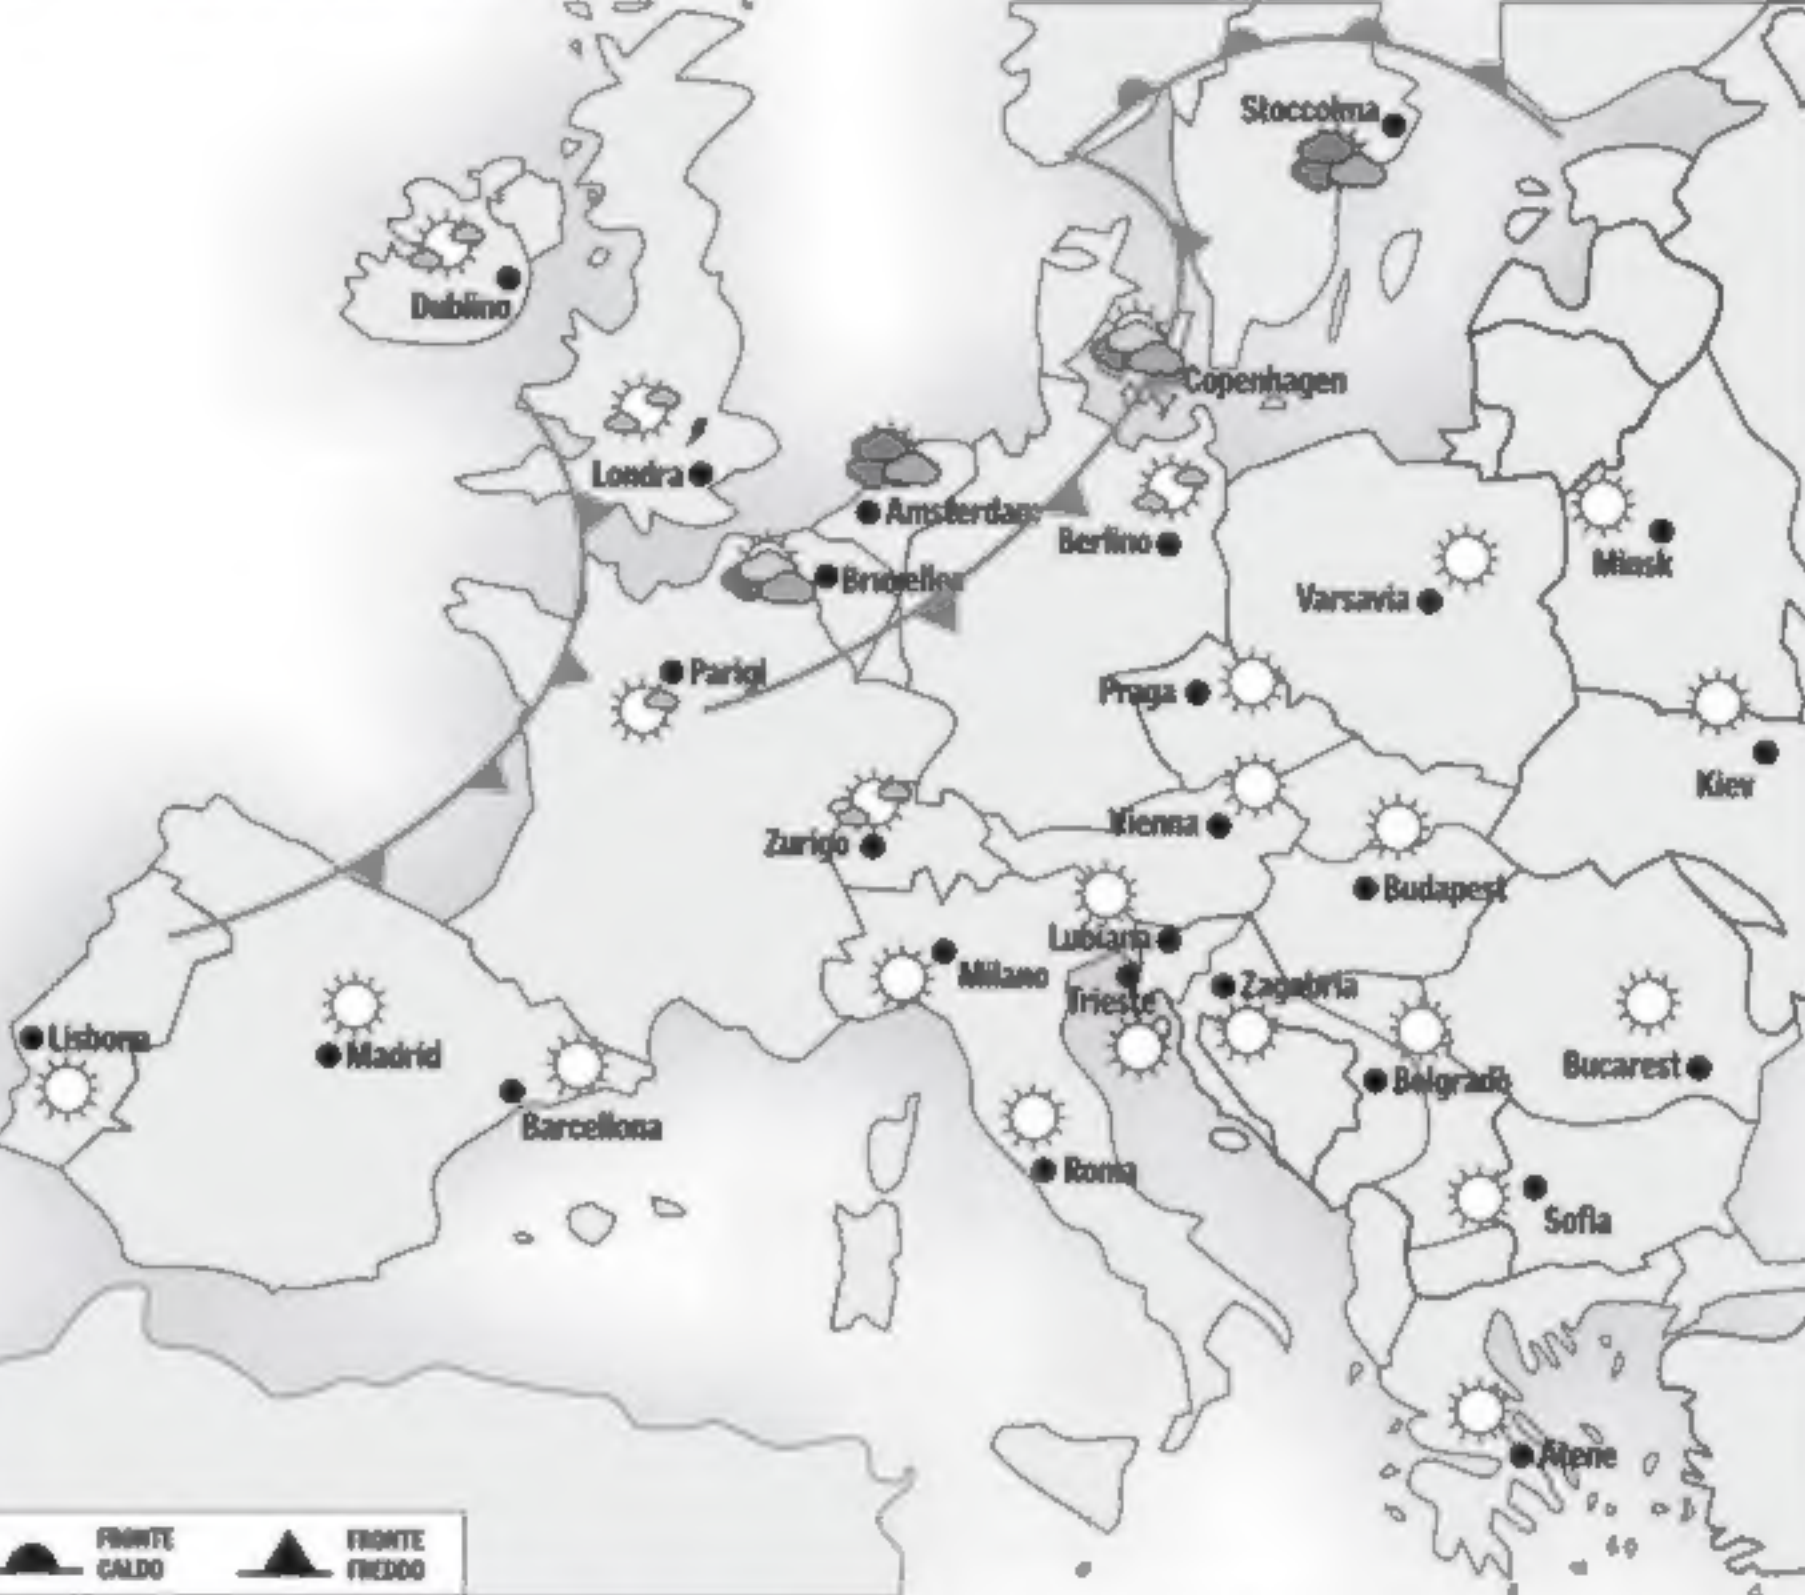 Stoccolma
Dublino
Copenhagen
Londra
Amsterdam
Berlino
Minsk
Bruxelles
Varsavia
Parigi
Praga
Kiev
Vienna
Zurigo
Budapest
Lubiana
Milano
Zagabria
Trieste
Lisbona
Madrid
Bucarest
Belgrado
Barcellona
Roma
Sofia
Atene
FRONTE
CALDO
FRONTE
FREDDO